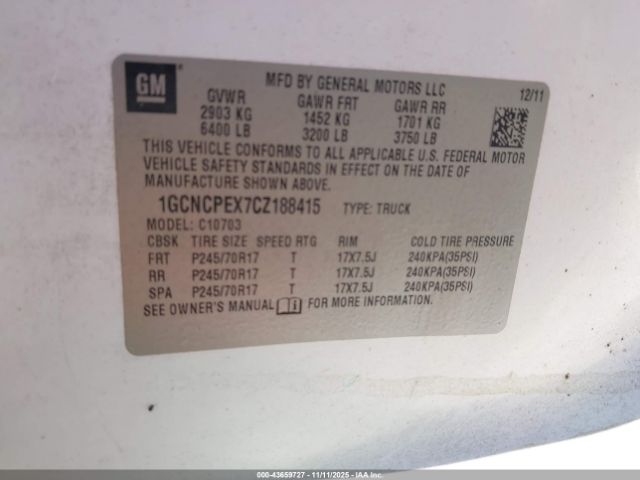 GM
MFD BY GENERAL MOTORS LLC
12/11
GVWR GAWR FRT GAWR RR
2903 KG 1452 KG 1701 KG
6400 LB 3200 LB 3750 LB
THIS VEHICLE CONFORMS TO ALL APPLICABLE U.S. FEDERAL MOTOR
VEHICLE SAFETY STANDARDS IN EFFECT ON THE DATE OF
MANUFACTURE SHOWN ABOVE.
1GCNCPEX7CZ188415 TYPE: TRUCK
MODEL: C10703
CBSK TIRE SIZE SPEED RTG RIM COLD TIRE PRESSURE
FRT P245/70R17 T 17X7.5J 240KPA(35PSI)
RR P245/70R17 T 17X7.5J 240KPA(35PSI)
SPA P245/70R17 T 17X7.5J 240KPA(35PSI)
SEE OWNER'S MANUAL FOR MORE INFORMATION.
000-43659727 - 11/11/2025 - IAAI.COM